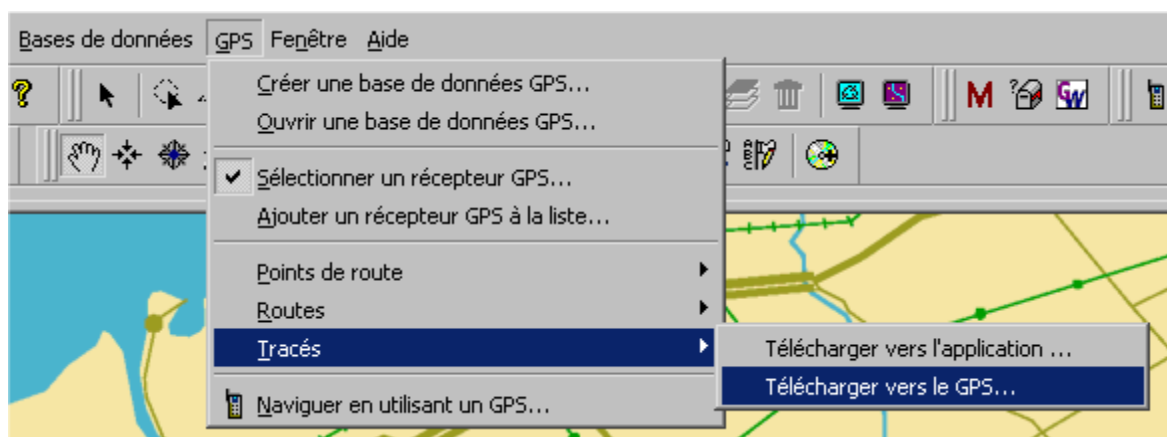 Bases de données GPS Fenêtre Aide
Créer une base de données GPS...
Ouvrir une base de données GPS...
M GW
Sélectionner un récepteur GPS...
Ajouter un récepteur GPS à la liste...
Points de route
Routes
Tracés
Télécharger vers l'application ...
Télécharger vers le GPS...
Naviguer en utilisant un GPS...